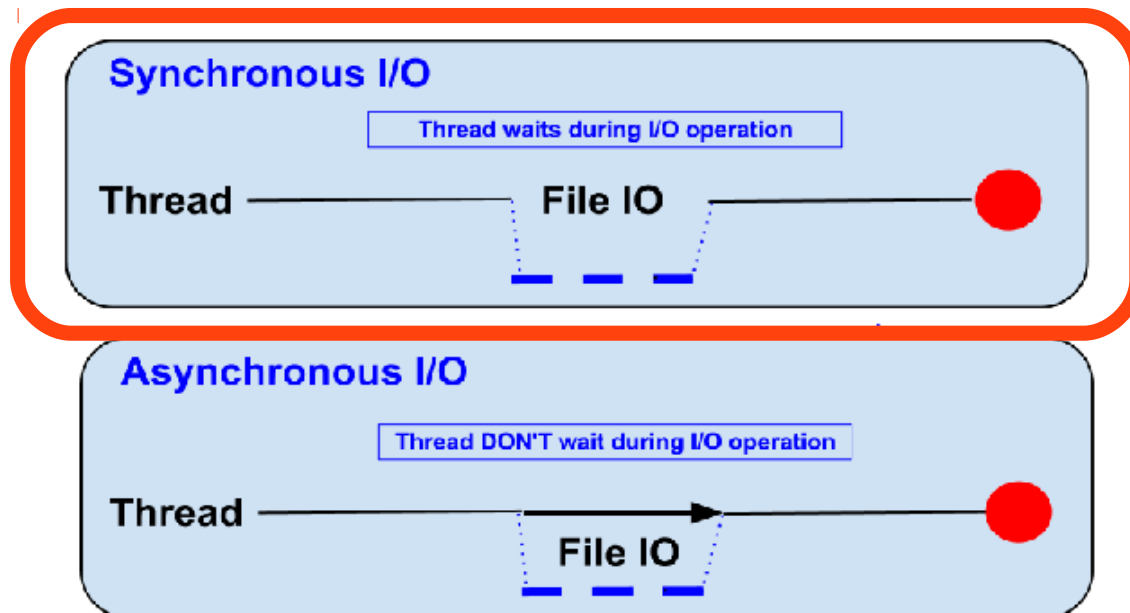 Synchronous I/O
Thread waits during I/O operation
Thread
File IO
Asynchronous I/O
Thread DON'T wait during I/O operation
Thread
File IO